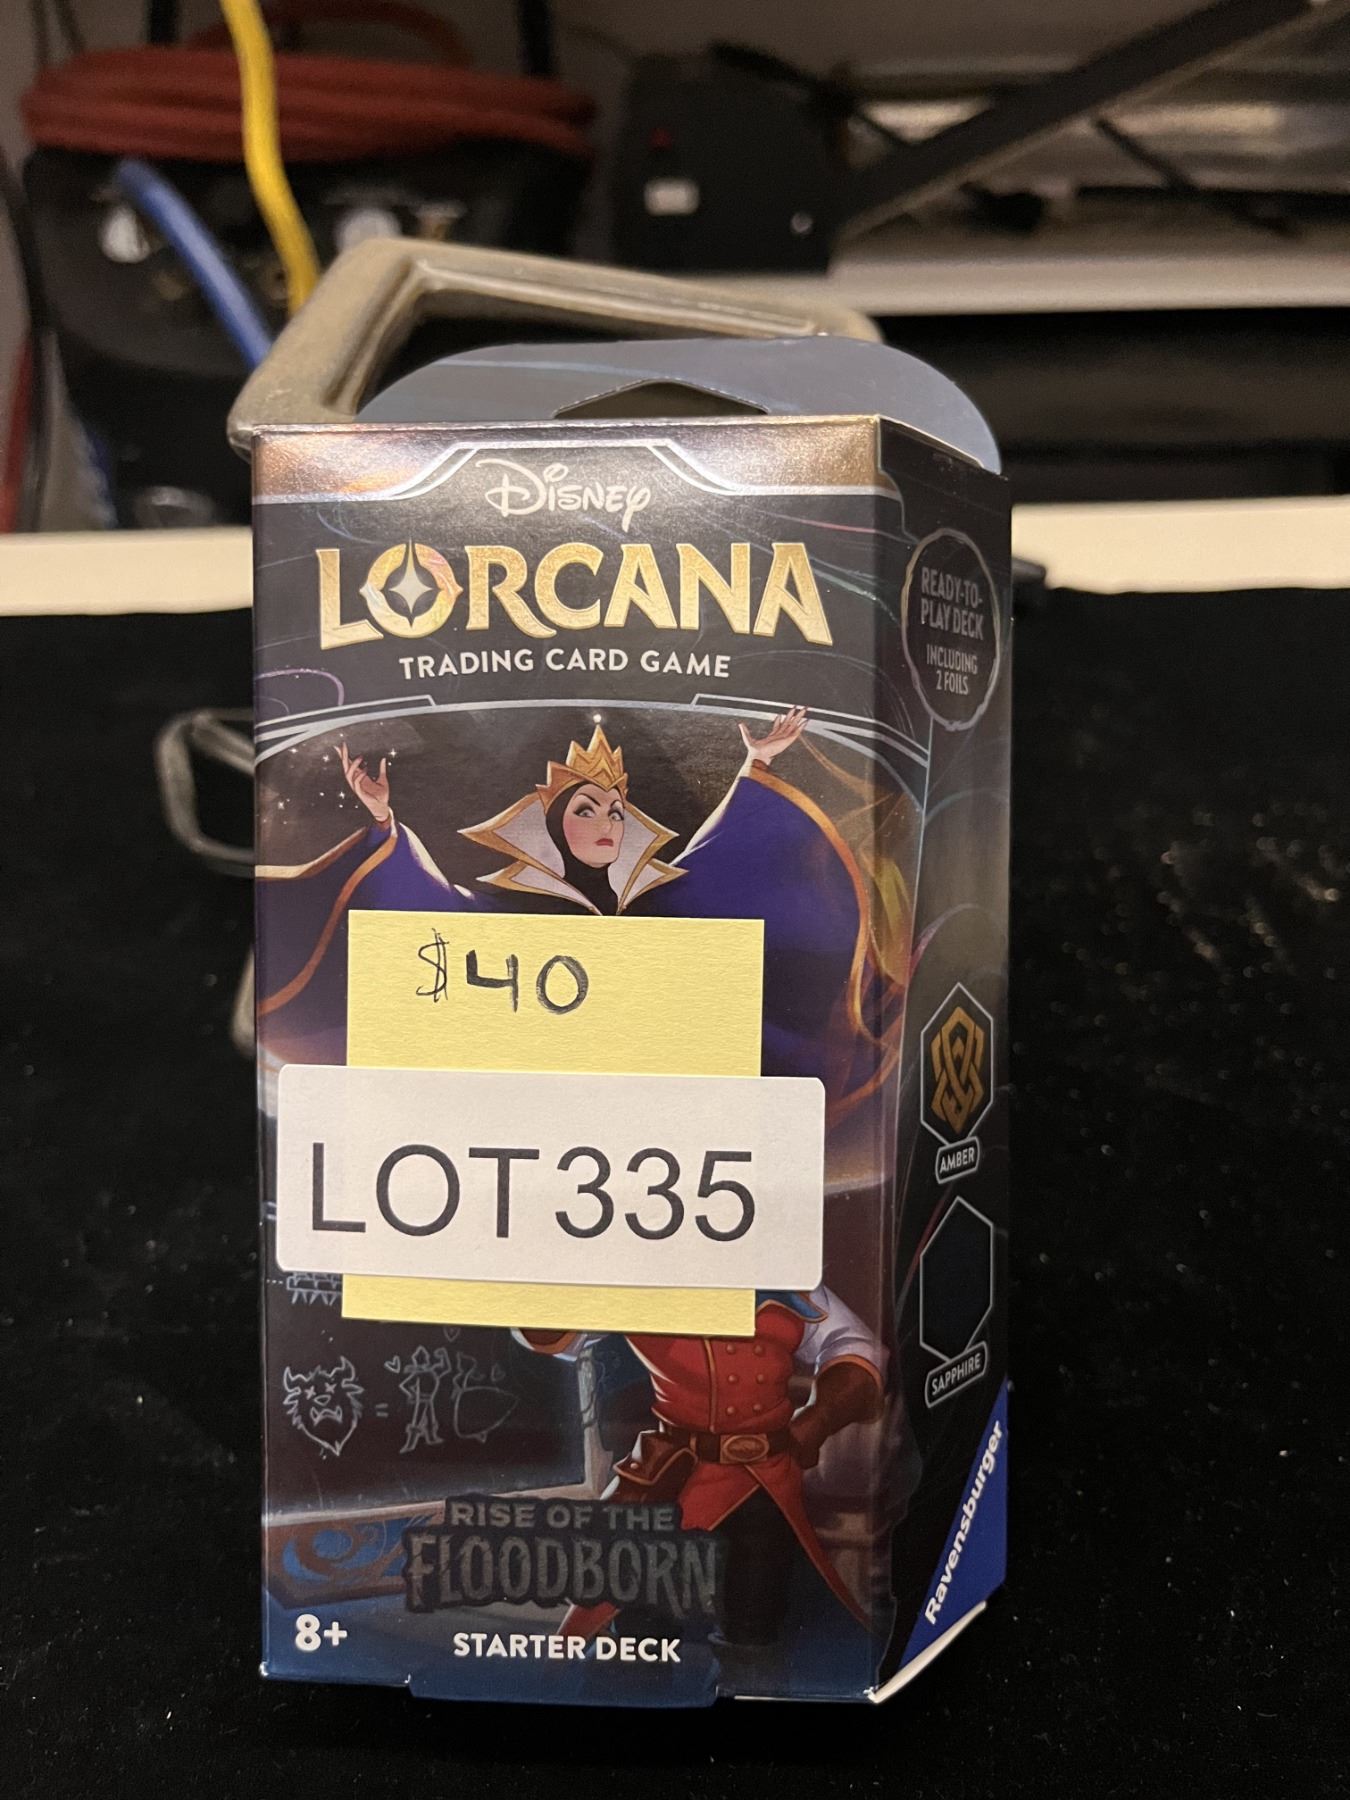 DISNEY
LORCANA
TRADING CARD GAME
READY-TO-
PLAY DECK
INCLUDING
2 FOILS
$40
LOT335
AMBER
SAPPHIRE
=
RISE OF THE
FLOODBORN
8+
STARTER DECK
Ravensburger